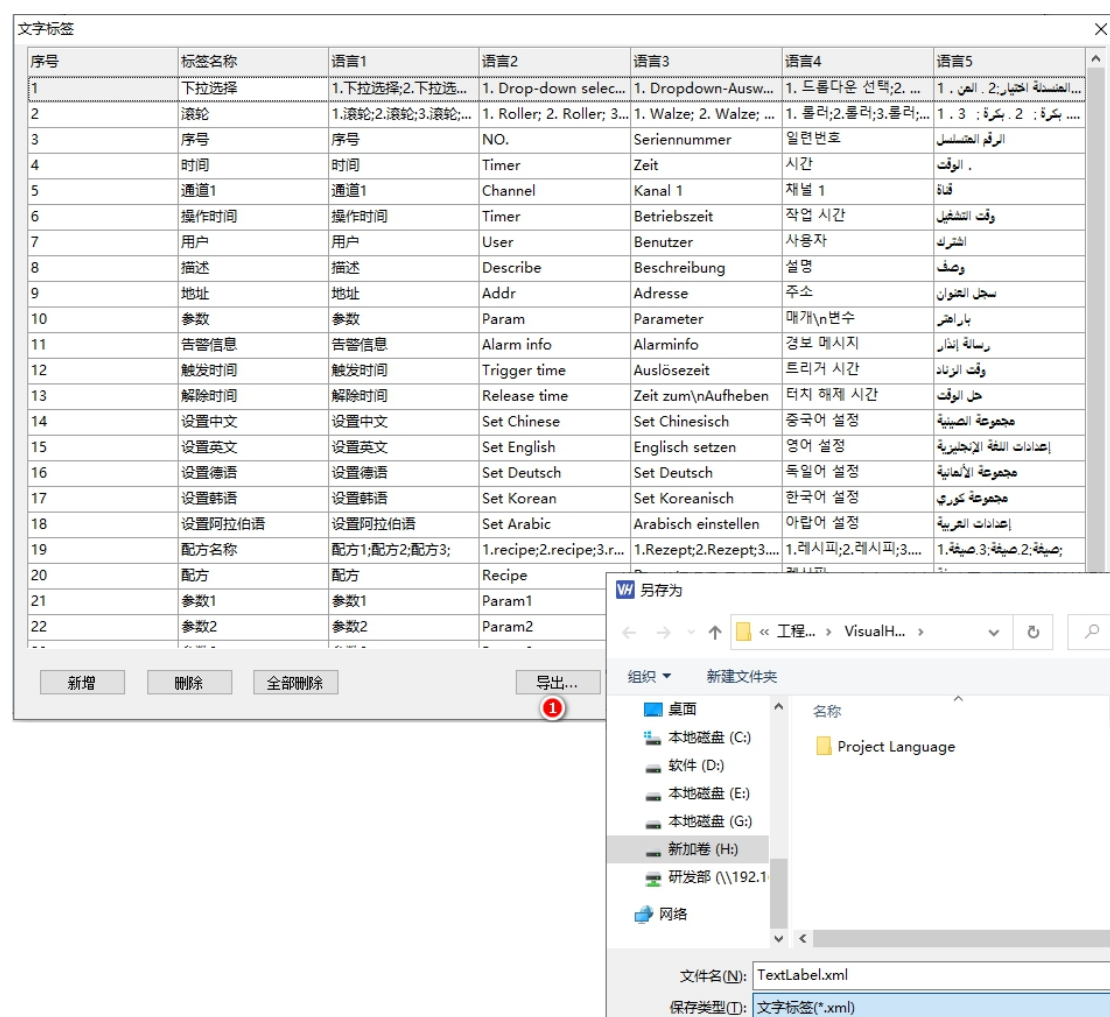 文字标签
序号 标签名称 语言1 语言2 语言3 语言4 语言5
1 下拉选择 1.下拉选择;2.下拉选... 1. Drop-down selec... 1. Dropdown-Ausw... 1. 드롭다운 선택;2. ...
2 滚轮 1.滚轮;2.滚轮;3.滚轮;... 1. Roller; 2. Roller; 3... 1. Walze; 2. Walze; ... 1. 롤러;2.롤러;3.롤러;... 1 . بكرة ; 2 . بكرة ; 3 ....
3 序号 序号 NO. Seriennummer 일련번호 الرقم المتسلسل
4 时间 时间 Timer Zeit 시간 الوقت .
5 通道1 通道1 Channel Kanal 1 채널 1 قناة
6 操作时间 操作时间 Timer Betriebszeit 작업 시간 وقت التشغيل
7 用户 用户 User Benutzer 사용자 اشترك
8 描述 描述 Describe Beschreibung 설명 وصف
9 地址 地址 Addr Adresse 주소 سجل العنوان
10 参数 参数 Param Parameter 매개\n변수 بارامتر
11 告警信息 告警信息 Alarm info Alarminfo 경보 메시지 رسالة إنذار
12 触发时间 触发时间 Trigger time Auslösezeit 트리거 시간 وقت الزناد
13 解除时间 解除时间 Release time Zeit zum\nAufheben 터치 해제 시간 حل الوقت
14 设置中文 设置中文 Set Chinese Set Chinesisch 중국어 설정 مجموعة الصينية
15 设置英文 设置英文 Set English Englisch setzen 영어 설정 إعدادات اللغة الإنجليزية
16 设置德语 设置德语 Set Deutsch Set Deutsch 독일어 설정 مجموعة الألمانية
17 设置韩语 设置韩语 Set Korean Set Koreanisch 한국어 설정 مجموعة كوري
18 设置阿拉伯语 设置阿拉伯语 Set Arabic Arabisch einstellen 아랍어 설정 إعدادات العربية
19 配方名称 配方1;配方2;配方3; 1.recipe;2.recipe;3.r... 1.Rezept;2.Rezept;3.... 1.레시피;2.레시피;3.... 1.صيغة;2.صيغة;3.صيغة;
20 配方 配方 Recipe
21 参数1 参数1 Param1
22 参数2 参数2 Param2
新增 删除 全部删除 导出...
1
另存为
« 工程... › VisualH... ›
组织 新建文件夹
桌面
本地磁盘 (C:)
软件 (D:)
本地磁盘 (E:)
本地磁盘 (G:)
新加卷 (H:)
研发部 (\\192.1
网络
名称
Project Language
文件名(N): TextLabel.xml
保存类型(T): 文字标签(*.xml)